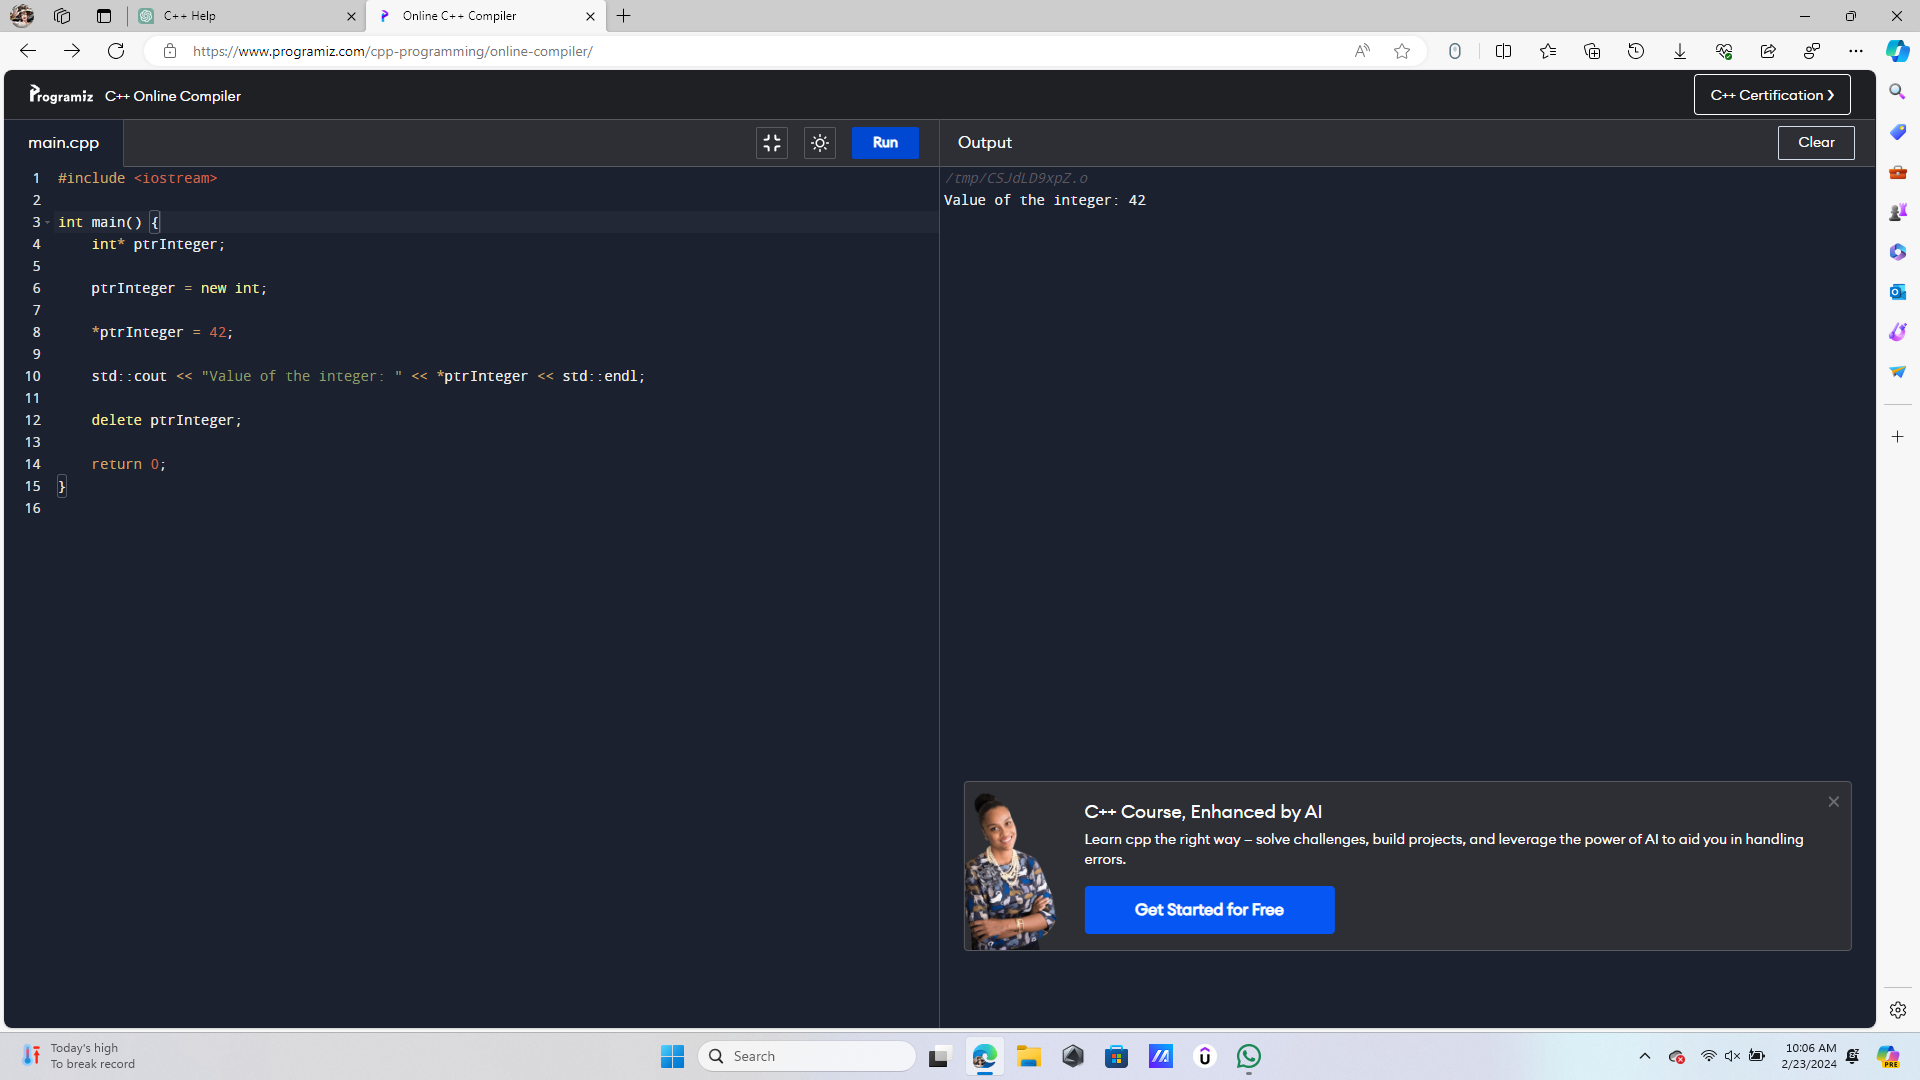 C++ Help
Online C++ Compiler
https://www.programiz.com/cpp-programming/online-compiler/
Programiz C++ Online Compiler
C++ Certification
main.cpp
Run
Output
Clear
1 #include <iostream>
2
3 int main() {
4 int* ptrInteger;
5
6 ptrInteger = new int;
7
8 *ptrInteger = 42;
9
10 std::cout << "Value of the integer: " << *ptrInteger << std::endl;
11
12 delete ptrInteger;
13
14 return 0;
15 }
16
/tmp/CSJdLD9xpZ.o
Value of the integer: 42
C++ Course, Enhanced by AI
Learn cpp the right way – solve challenges, build projects, and leverage the power of AI to aid you in handling
errors.
Get Started for Free
Today's high
To break record
Search
10:06 AM
2/23/2024
PRE